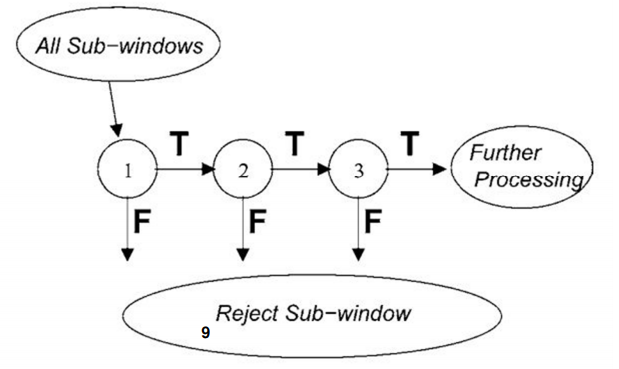 All Sub-windows
T T T
1 2 3
Further
Processing
F F F
Reject Sub-window
9